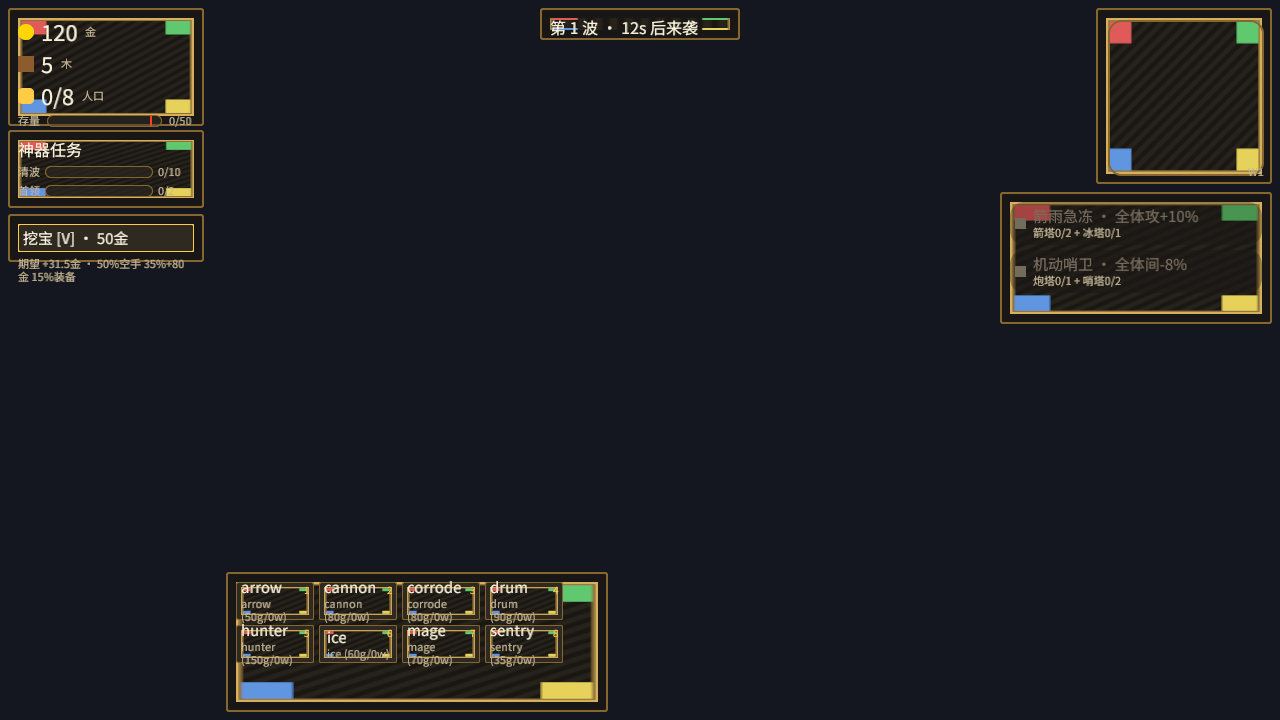 120 金
5 木
0/8 人口
存量 0/50
神器任务
清波 0/10
首领
挖宝 [V] · 50金
期望 +31.5金 · 50%空手 35%+80
金 15%装备
第 1 波 · 12s 后来袭
W1
箭雨急冻 · 全体攻+10%
箭塔0/2 + 冰塔0/1
机动哨卫 · 全体间-8%
炮塔0/1 + 哨塔0/2
arrow
arrow
(50g/0w)
cannon
cannon
(80g/0w)
corrode
corrode
(80g/0w)
drum
drum
(90g/0w)
hunter
hunter
(150g/0w)
ice
ice (60g/0w)
mage
mage
(70g/0w)
sentry
sentry
(35g/0w)